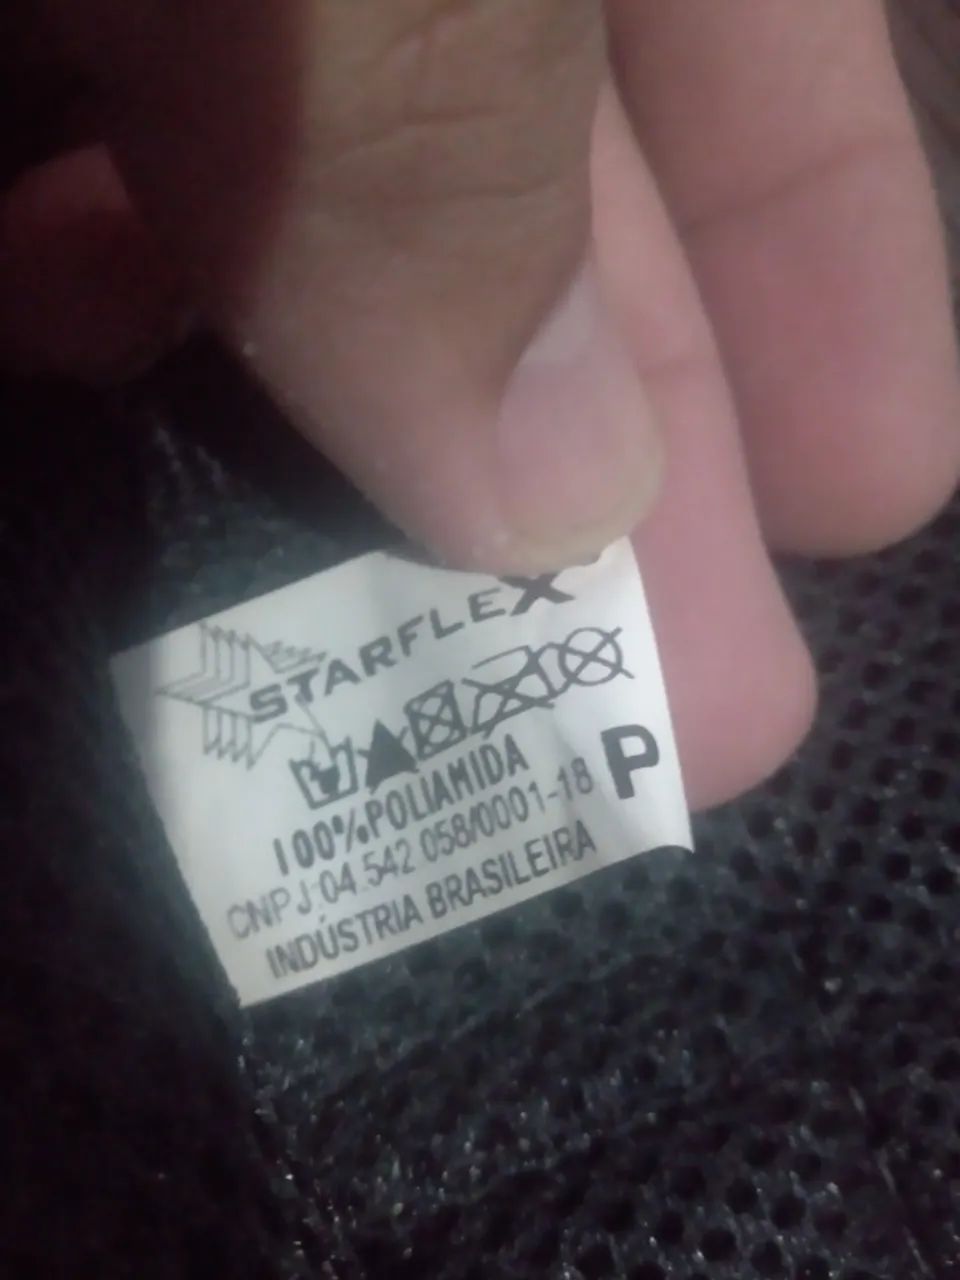 STARFLEX
100% POLIAMIDA
P
CNPJ:04.542 058/0001-18
INDÚSTRIA BRASILEIRA